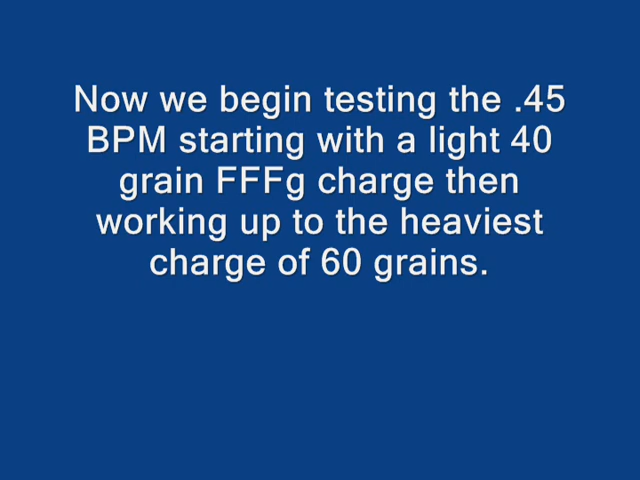 Now we begin testing the .45
BPM starting with a light 40
grain FFFg charge then
working up to the heaviest
charge of 60 grains.